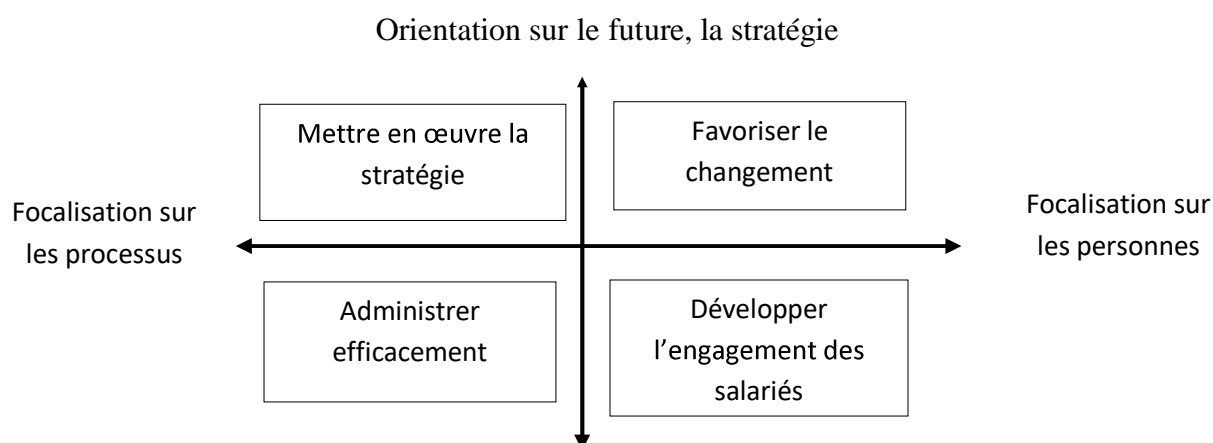 Orientation sur le future, la stratégie
Mettre en œuvre la
stratégie
Favoriser le
changement
Focalisation sur
les processus
Focalisation sur
les personnes
Administrer
efficacement
Développer
l’engagement des
salariés